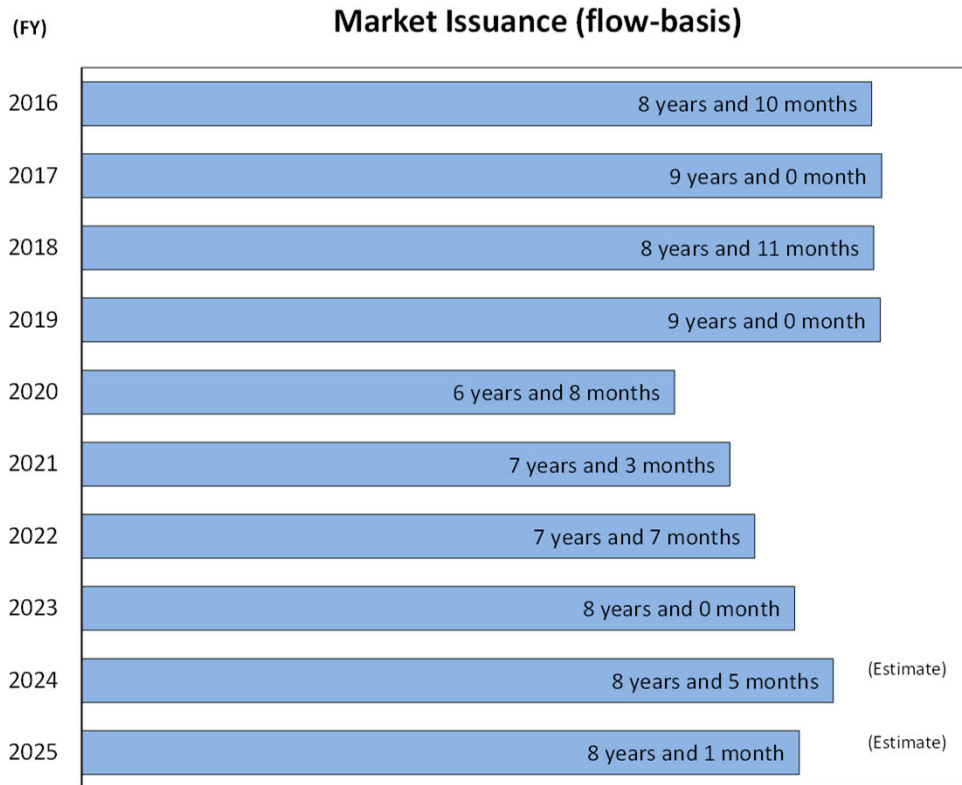 (FY)
Market Issuance (flow-basis)
2016 8 years and 10 months
2017 9 years and 0 month
2018 8 years and 11 months
2019 9 years and 0 month
2020 6 years and 8 months
2021 7 years and 3 months
2022 7 years and 7 months
2023 8 years and 0 month
2024 8 years and 5 months (Estimate)
2025 8 years and 1 month (Estimate)